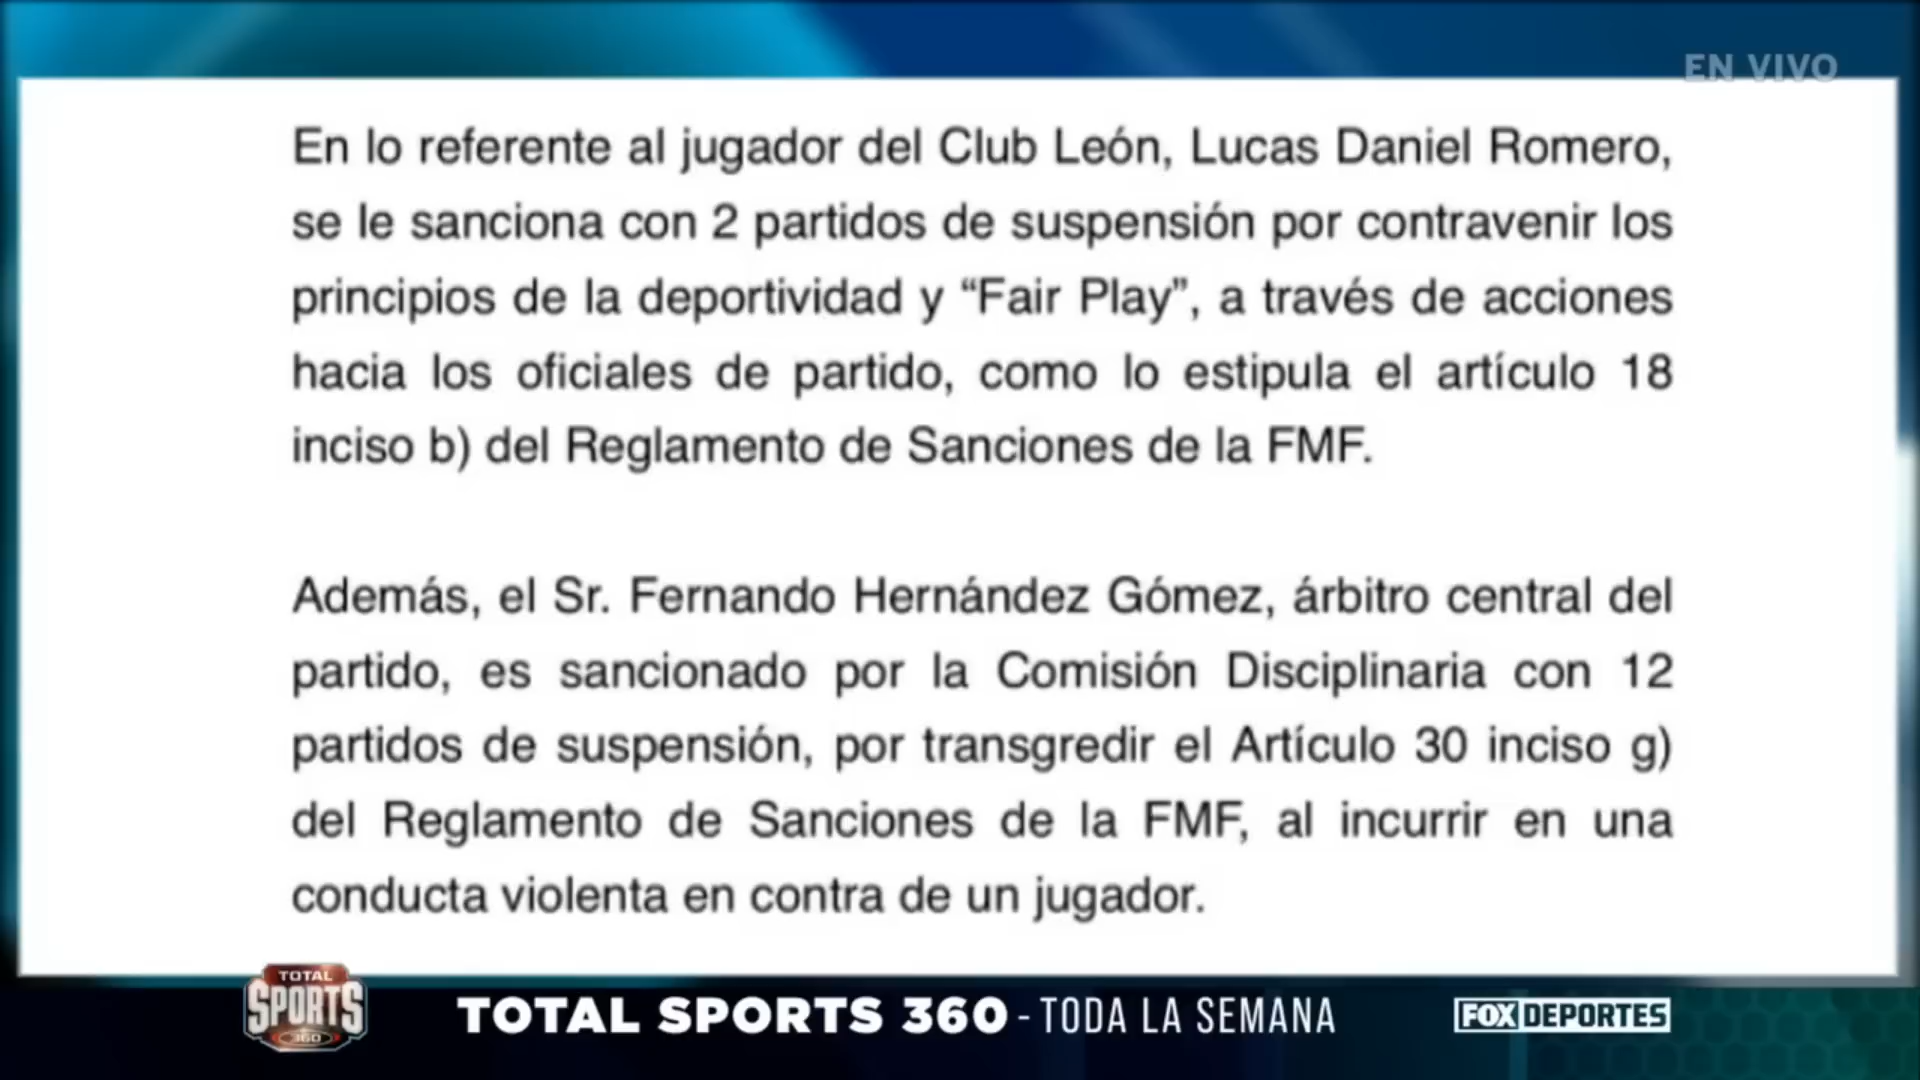 EN VIVO
En lo referente al jugador del Club León, Lucas Daniel Romero,
se le sanciona con 2 partidos de suspensión por contravenir los
principios de la deportividad y “Fair Play”, a través de acciones
hacia los oficiales de partido, como lo estipula el artículo 18
inciso b) del Reglamento de Sanciones de la FMF.
Además, el Sr. Fernando Hernández Gómez, árbitro central del
partido, es sancionado por la Comisión Disciplinaria con 12
partidos de suspensión, por transgredir el Artículo 30 inciso g)
del Reglamento de Sanciones de la FMF, al incurrir en una
conducta violenta en contra de un jugador.
TOTAL
SPORTS
360
TOTAL SPORTS 360 - TODA LA SEMANA
FOX DEPORTES